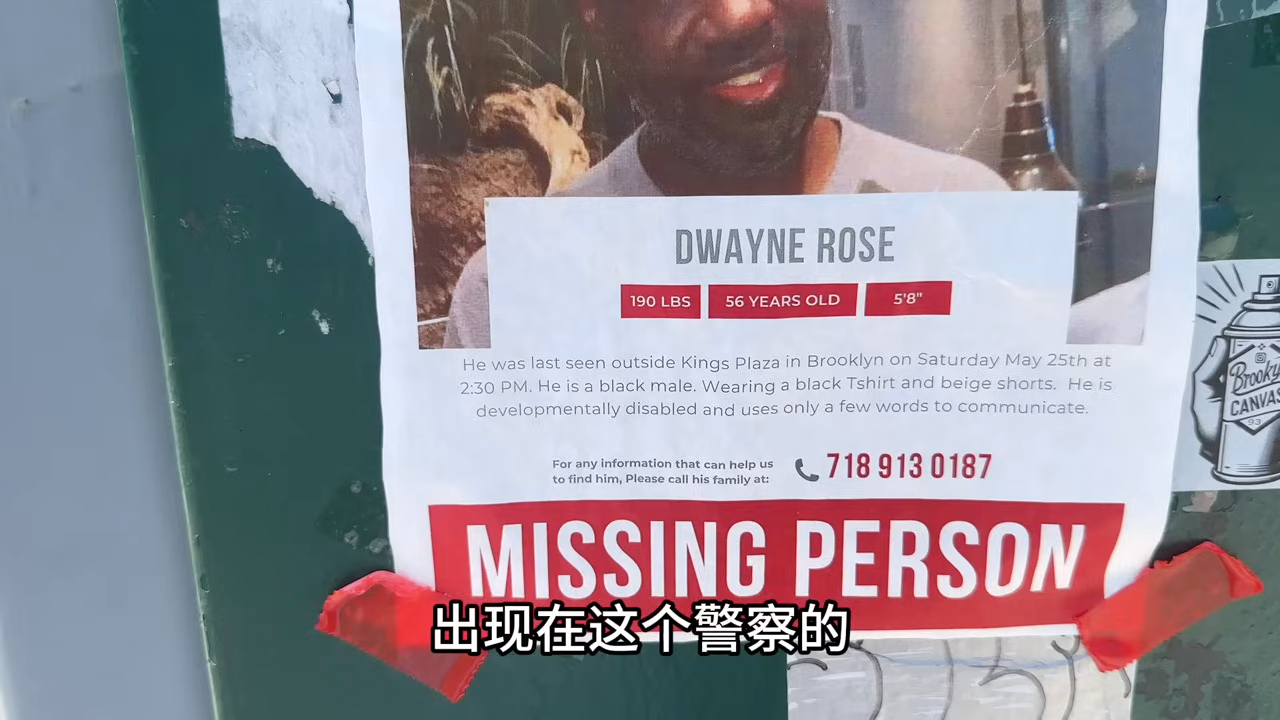 DWAYNE ROSE
190 LBS
56 YEARS OLD
5'8"
He was last seen outside Kings Plaza in Brooklyn on Saturday May 25th at
2:30 PM. He is a black male. Wearing a black Tshirt and beige shorts. He is
developmentally disabled and uses only a few words to communicate.
For any information that can help us
to find him, Please call his family at:
718 913 0187
MISSING PERSON
CANVAS
93
出现在这个警察的